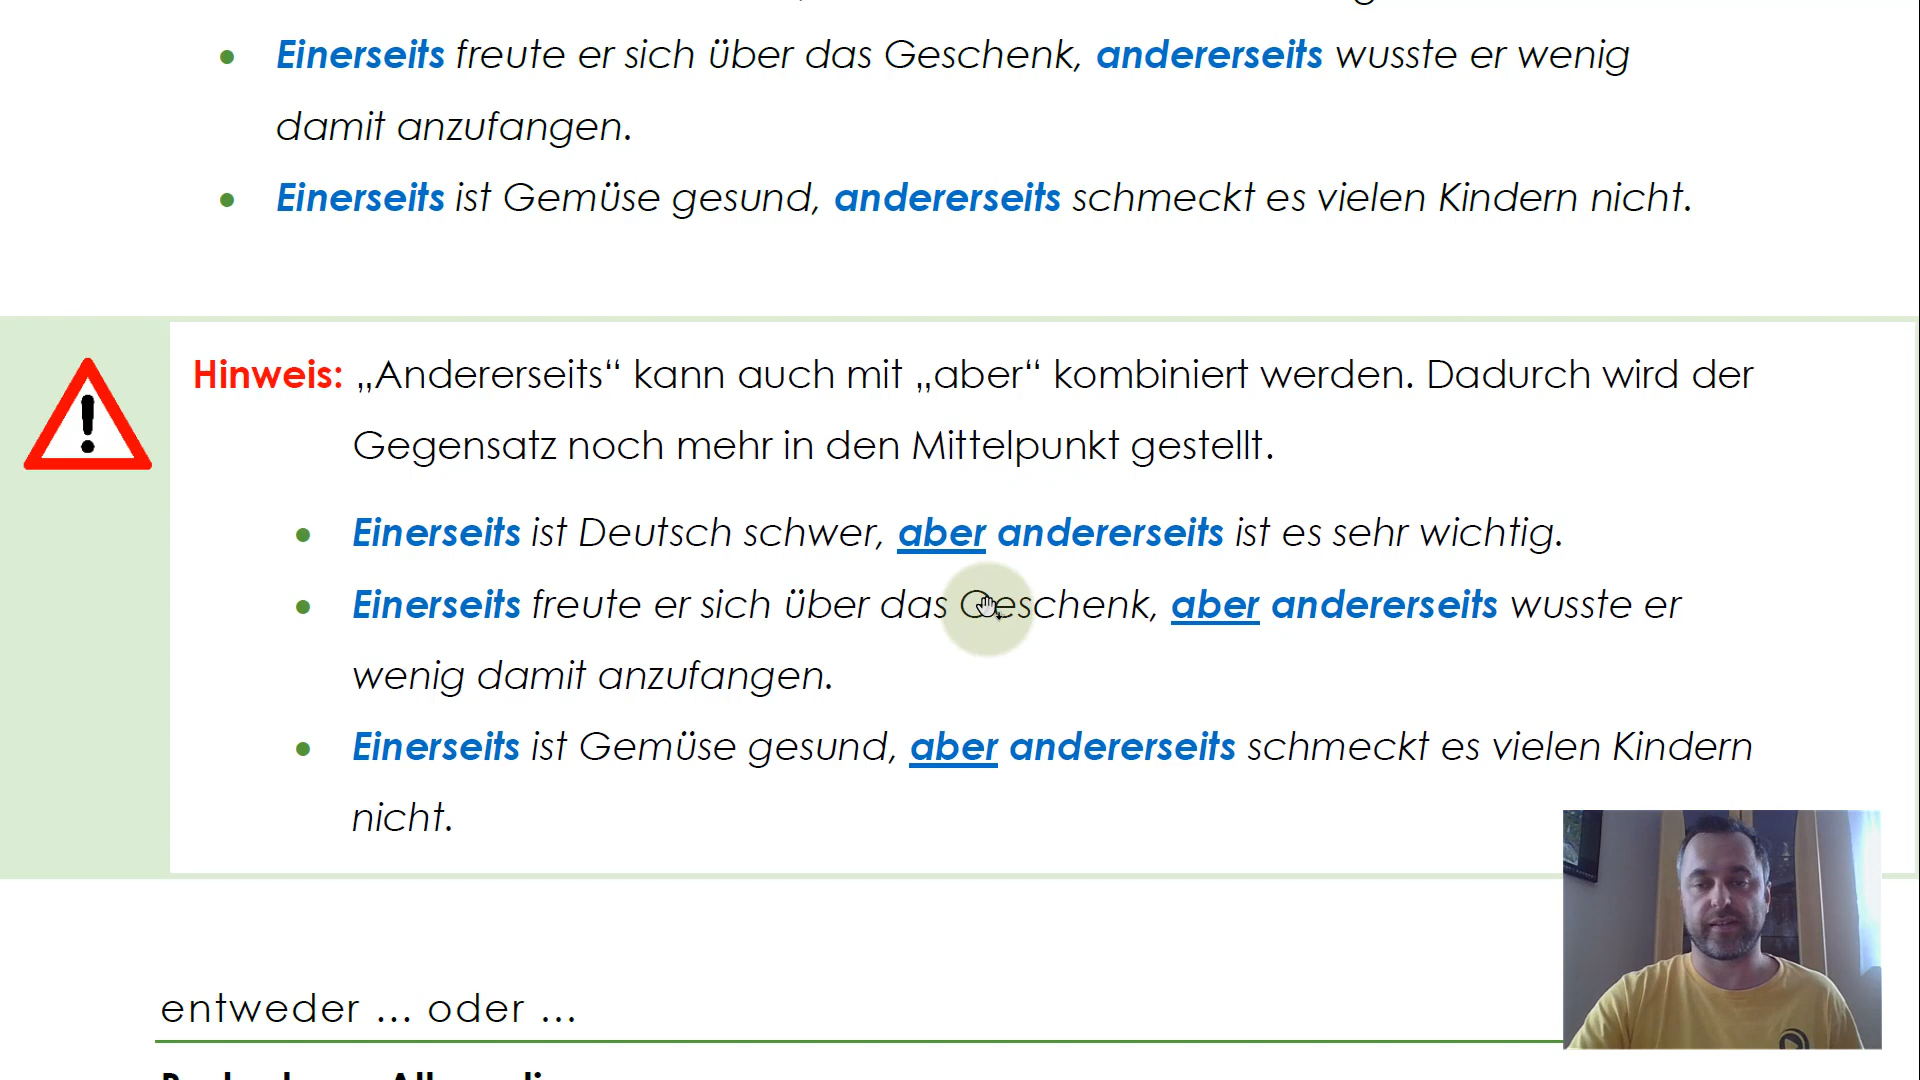 Einerseits freute er sich über das Geschenk, andererseits wusste er wenig
damit anzufangen.
Einerseits ist Gemüse gesund, andererseits schmeckt es vielen Kindern nicht.
Hinweis: „Andererseits“ kann auch mit „aber“ kombiniert werden. Dadurch wird der
Gegensatz noch mehr in den Mittelpunkt gestellt.
Einerseits ist Deutsch schwer, aber andererseits ist es sehr wichtig.
Einerseits freute er sich über das Geschenk, aber andererseits wusste er
wenig damit anzufangen.
Einerseits ist Gemüse gesund, aber andererseits schmeckt es vielen Kindern
nicht.
entweder ... oder ...